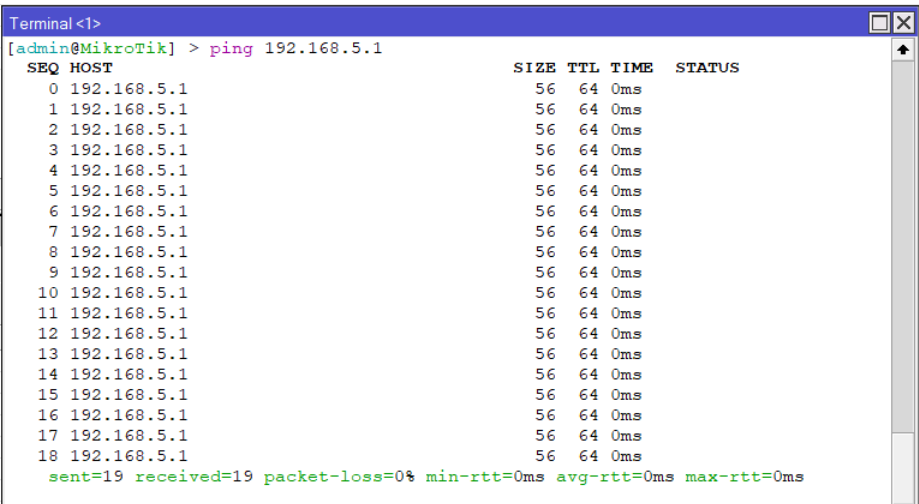 Terminal <1>
[admin@MikroTik] > ping 192.168.5.1
SEQ HOST SIZE TTL TIME STATUS
0 192.168.5.1 56 64 0ms
1 192.168.5.1 56 64 0ms
2 192.168.5.1 56 64 0ms
3 192.168.5.1 56 64 0ms
4 192.168.5.1 56 64 0ms
5 192.168.5.1 56 64 0ms
6 192.168.5.1 56 64 0ms
7 192.168.5.1 56 64 0ms
8 192.168.5.1 56 64 0ms
9 192.168.5.1 56 64 0ms
10 192.168.5.1 56 64 0ms
11 192.168.5.1 56 64 0ms
12 192.168.5.1 56 64 0ms
13 192.168.5.1 56 64 0ms
14 192.168.5.1 56 64 0ms
15 192.168.5.1 56 64 0ms
16 192.168.5.1 56 64 0ms
17 192.168.5.1 56 64 0ms
18 192.168.5.1 56 64 0ms
sent=19 received=19 packet-loss=0% min-rtt=0ms avg-rtt=0ms max-rtt=0ms